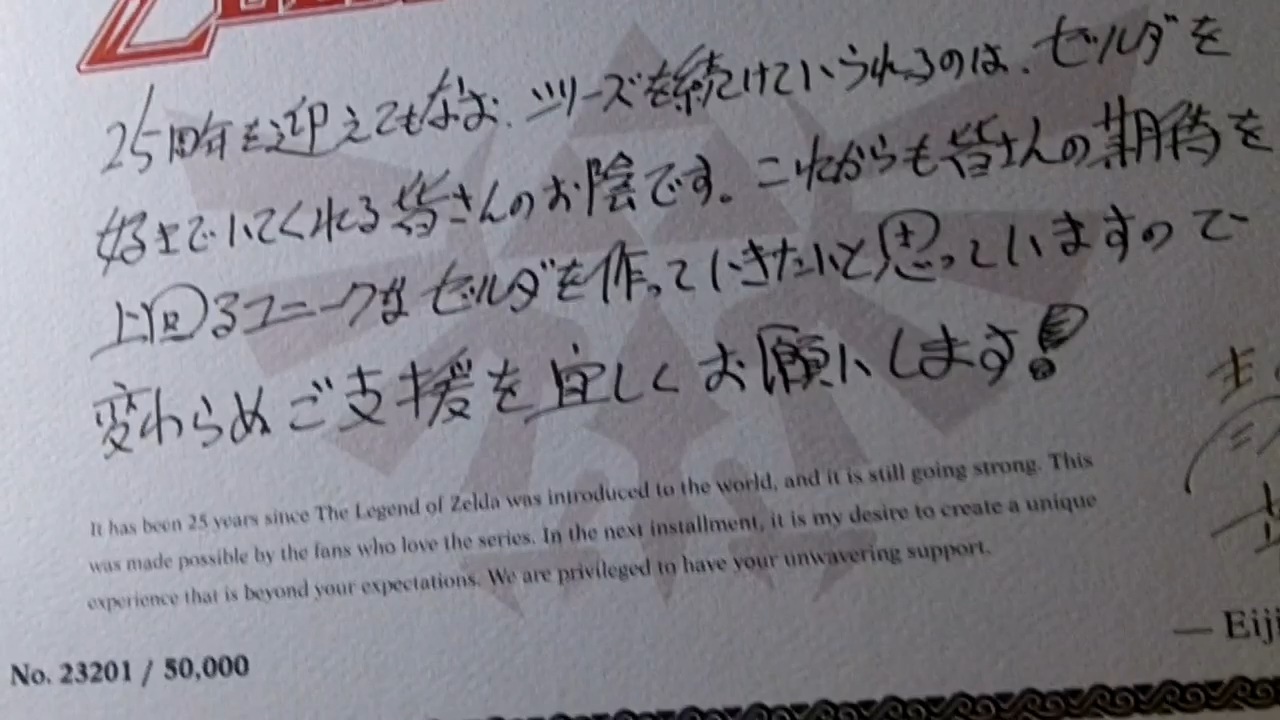 25周年を迎えてもなお、シリーズを続けていられるのは、ゼルダを
好きでいてくれる皆さんのお陰です。これからも皆さんの期待を
上回るユニークなゼルダを作っていきたいと思っていますので
変わらぬご支援を宜しくお願いします!
It has been 25 years since The Legend of Zelda was introduced to the world, and it is still going strong. This
was made possible by the fans who love the series. In the next installment, it is my desire to create a unique
experience that is beyond your expectations. We are privileged to have your unwavering support.
— Eiji
No. 23201 / 50,000